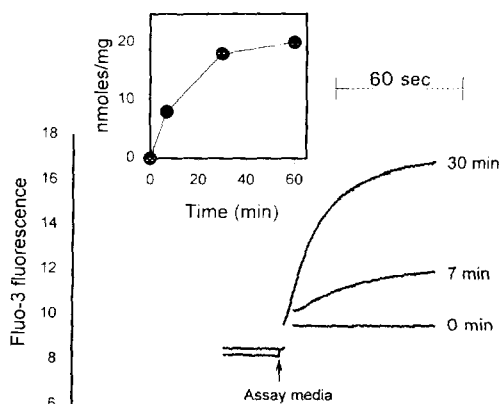 20
10
0
nmoles/mg
0 20 40 60
Time (min)
60 sec
18
16
14
12
10
8
6
Fluo-3 fluorescence
30 min
7 min
0 min
Assay media